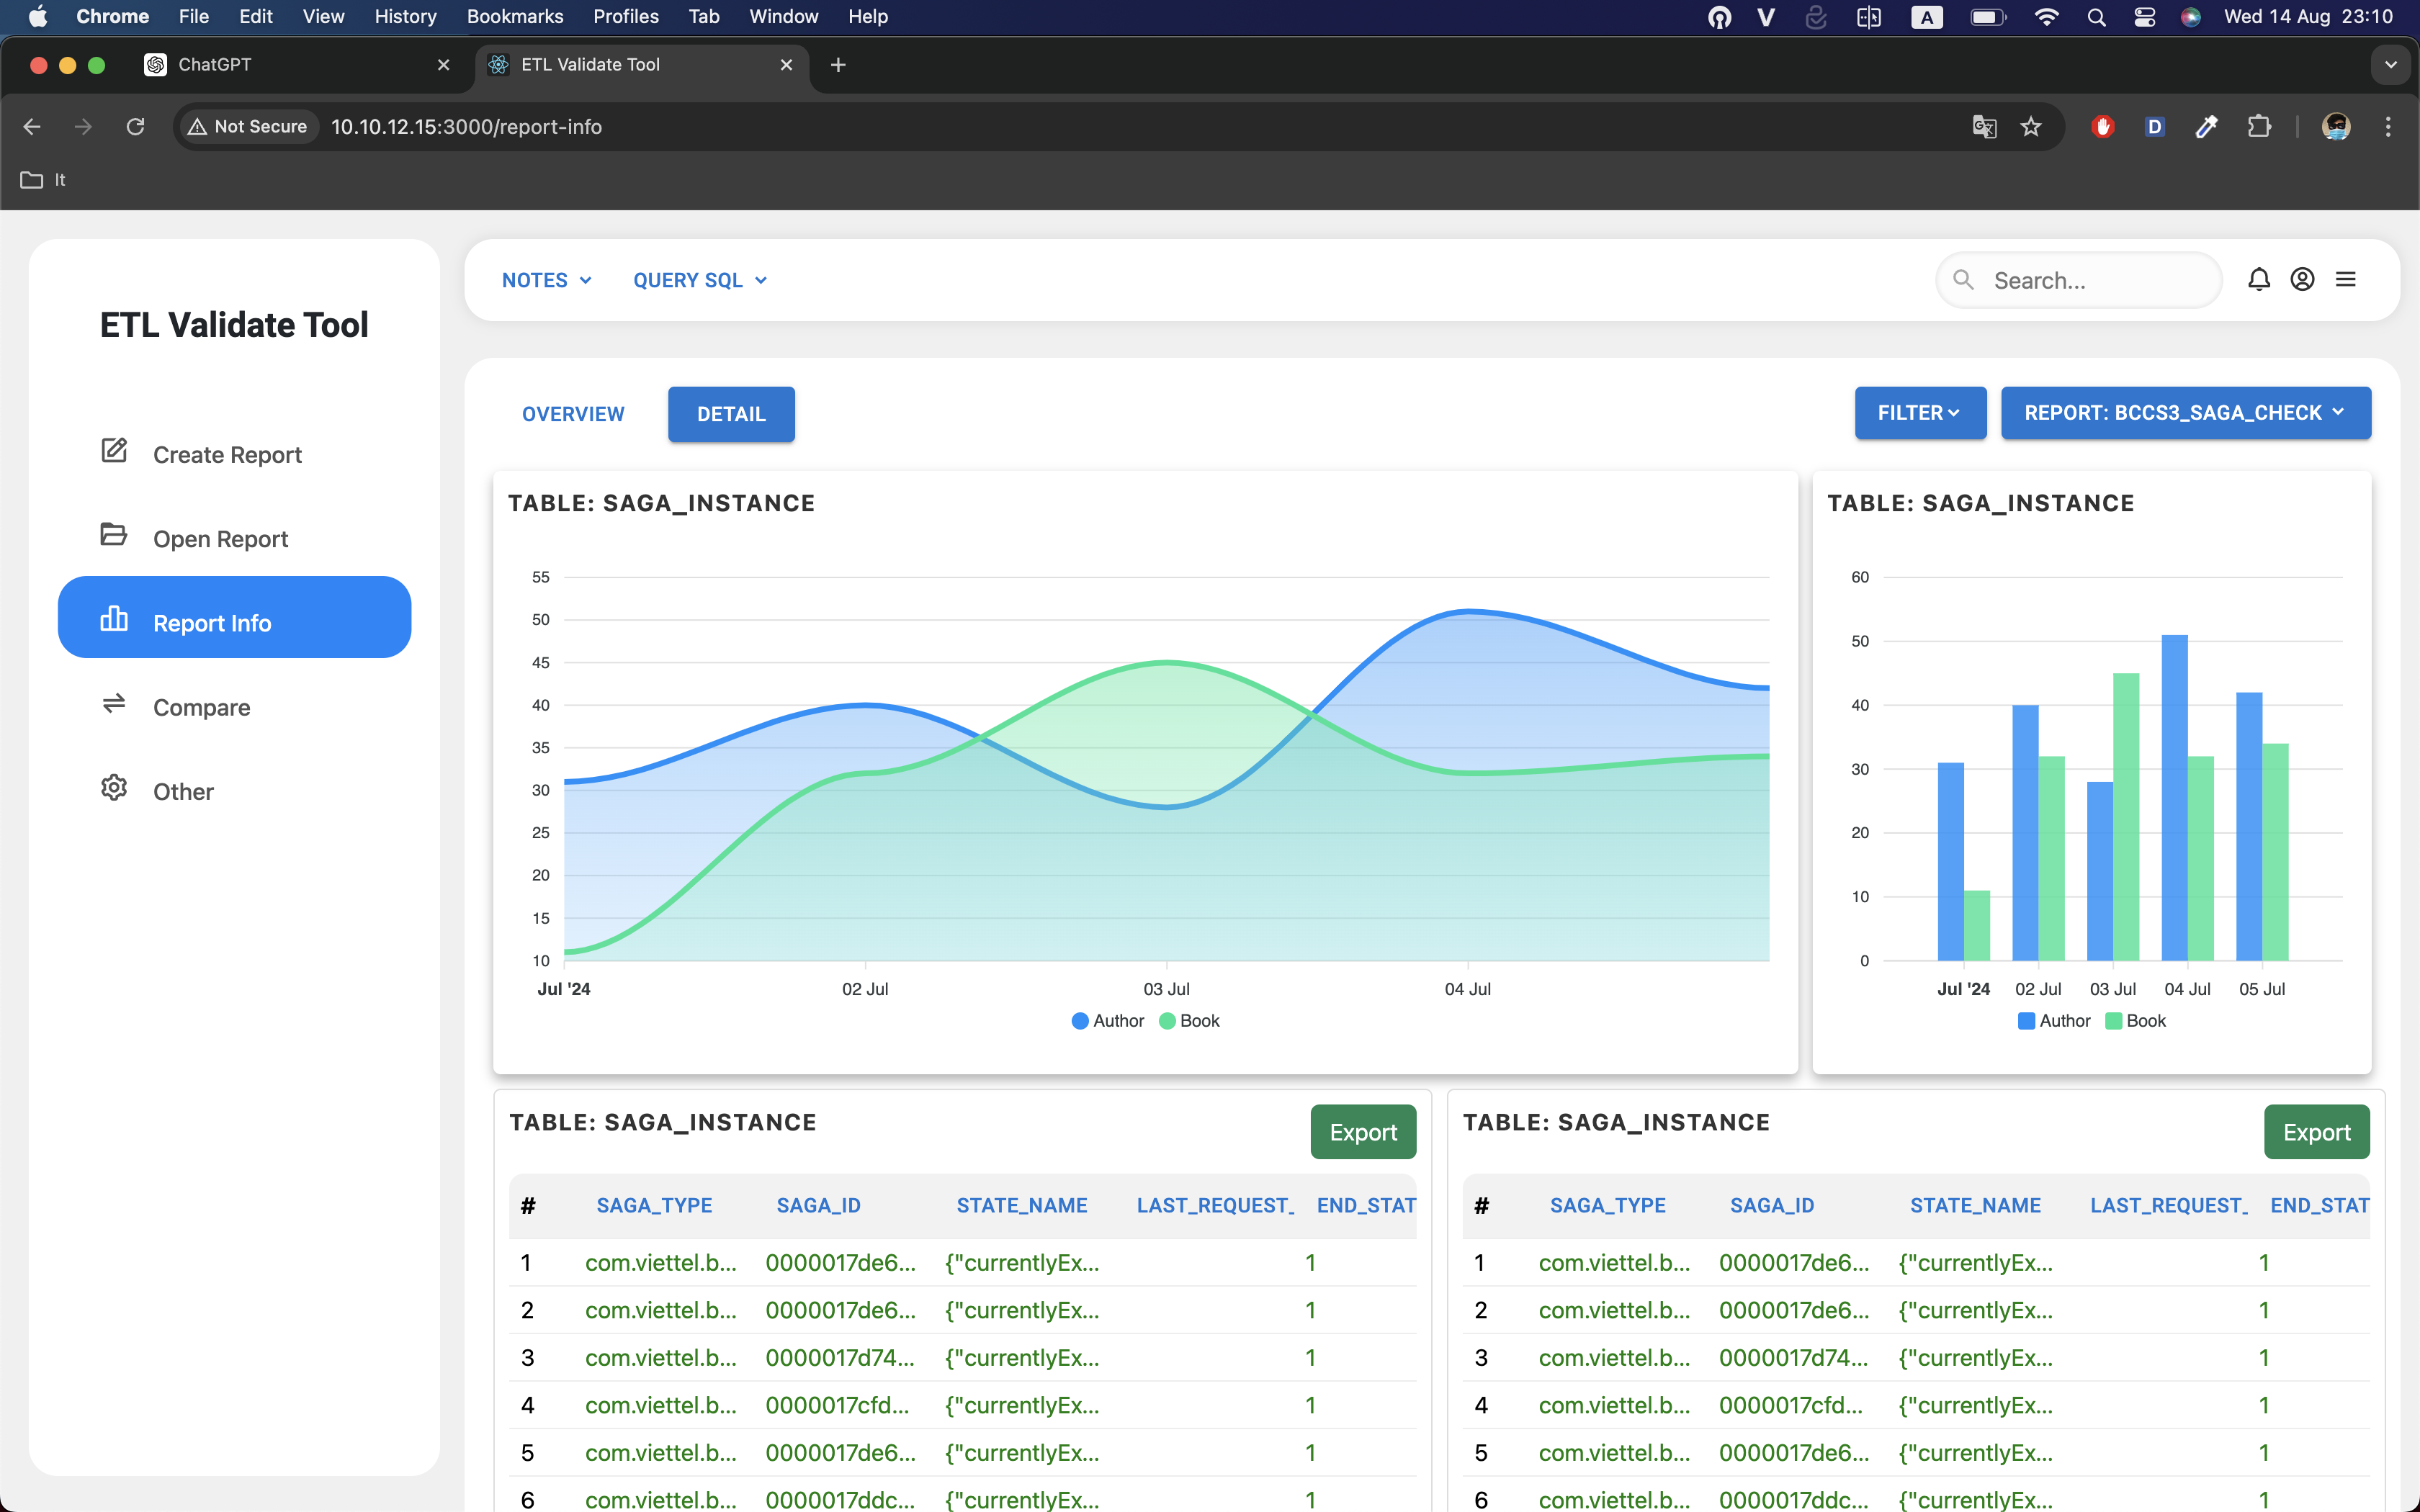 Chrome File Edit View History Bookmarks Profiles Tab Window Help A Wed 14 Aug 23:10
ChatGPT ETL Validate Tool
Not Secure 10.10.12.15:3000/report-info D
It
ETL Validate Tool
Create Report
Open Report
Report Info
Compare
Other
NOTES QUERY SQL Search...
OVERVIEW DETAIL FILTER REPORT: BCCS3_SAGA_CHECK
TABLE: SAGA_INSTANCE
55
50
45
40
35
30
25
20
15
10
Jul '24 02 Jul 03 Jul 04 Jul
Author Book
TABLE: SAGA_INSTANCE
60
50
40
30
20
10
0
Jul '24 02 Jul 03 Jul 04 Jul 05 Jul
Author Book
TABLE: SAGA_INSTANCE Export
# SAGA_TYPE SAGA_ID STATE_NAME LAST_REQUEST_ END_STAT
1 com.viettel.b... 0000017de6... {"currentlyEx... 1
2 com.viettel.b... 0000017de6... {"currentlyEx... 1
3 com.viettel.b... 0000017d74... {"currentlyEx... 1
4 com.viettel.b... 0000017cfd... {"currentlyEx... 1
5 com.viettel.b... 0000017de6... {"currentlyEx... 1
6 com.viettel.b... 0000017ddc... {"currentlyEx... 1
TABLE: SAGA_INSTANCE Export
# SAGA_TYPE SAGA_ID STATE_NAME LAST_REQUEST_ END_STAT
1 com.viettel.b... 0000017de6... {"currentlyEx... 1
2 com.viettel.b... 0000017de6... {"currentlyEx... 1
3 com.viettel.b... 0000017d74... {"currentlyEx... 1
4 com.viettel.b... 0000017cfd... {"currentlyEx... 1
5 com.viettel.b... 0000017de6... {"currentlyEx... 1
6 com.viettel.b... 0000017ddc... {"currentlyEx... 1